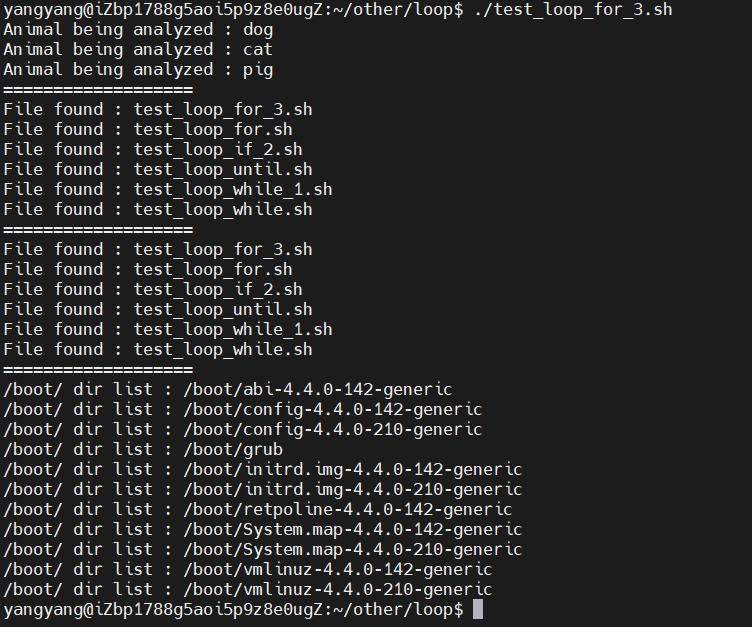 yangyang@iZbp1788g5aoi5p9z8e0ugZ:~/other/loop$ ./test_loop_for_3.sh
Animal being analyzed : dog
Animal being analyzed : cat
Animal being analyzed : pig
===================
File found : test_loop_for_3.sh
File found : test_loop_for.sh
File found : test_loop_if_2.sh
File found : test_loop_until.sh
File found : test_loop_while_1.sh
File found : test_loop_while.sh
===================
File found : test_loop_for_3.sh
File found : test_loop_for.sh
File found : test_loop_if_2.sh
File found : test_loop_until.sh
File found : test_loop_while_1.sh
File found : test_loop_while.sh
===================
/boot/ dir list : /boot/abi-4.4.0-142-generic
/boot/ dir list : /boot/config-4.4.0-142-generic
/boot/ dir list : /boot/config-4.4.0-210-generic
/boot/ dir list : /boot/grub
/boot/ dir list : /boot/initrd.img-4.4.0-142-generic
/boot/ dir list : /boot/initrd.img-4.4.0-210-generic
/boot/ dir list : /boot/retpoline-4.4.0-142-generic
/boot/ dir list : /boot/System.map-4.4.0-142-generic
/boot/ dir list : /boot/System.map-4.4.0-210-generic
/boot/ dir list : /boot/vmlinuz-4.4.0-142-generic
/boot/ dir list : /boot/vmlinuz-4.4.0-210-generic
yangyang@iZbp1788g5aoi5p9z8e0ugZ:~/other/loop$